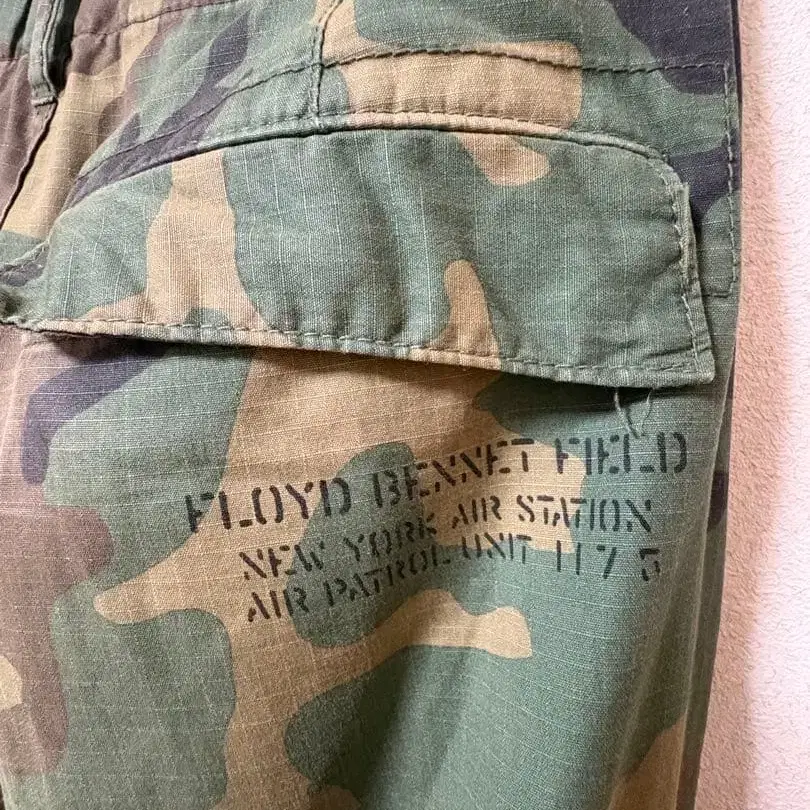 FLOYD BENNET FIELD
NEW YORK AIR STATION
AIR PATROL UNIT 117 5